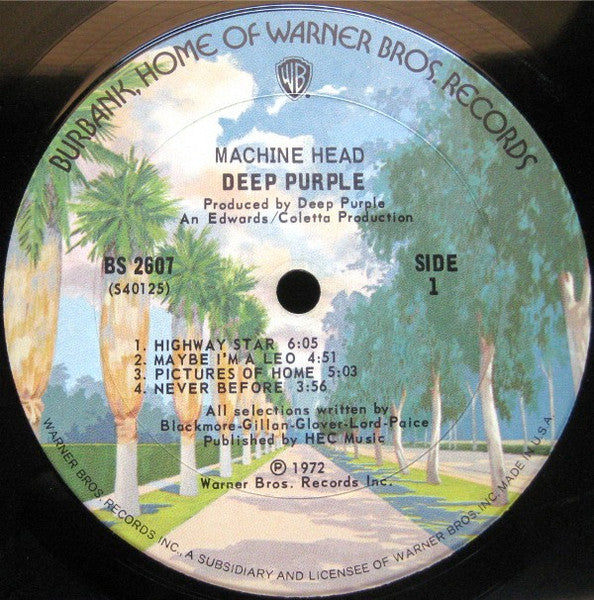 BURBANK, HOME OF WARNER BROS. RECORDS
WB
MACHINE HEAD
DEEP PURPLE
Produced by Deep Purple
An Edwards/Coletta Production
BS 2607
(S40125)
SIDE
1
1. HIGHWAY STAR 6:05
2. MAYBE I'M A LEO 4:51
3. PICTURES OF HOME 5:03
4. NEVER BEFORE 3:56
All selections written by
Blackmore-Gillan-Glover-Lord-Paice
Published by HEC Music
℗ 1972
Warner Bros. Records Inc.
WARNER BROS. RECORDS INC., A SUBSIDIARY AND LICENSEE OF WARNER BROS. INC. MADE IN U.S.A.